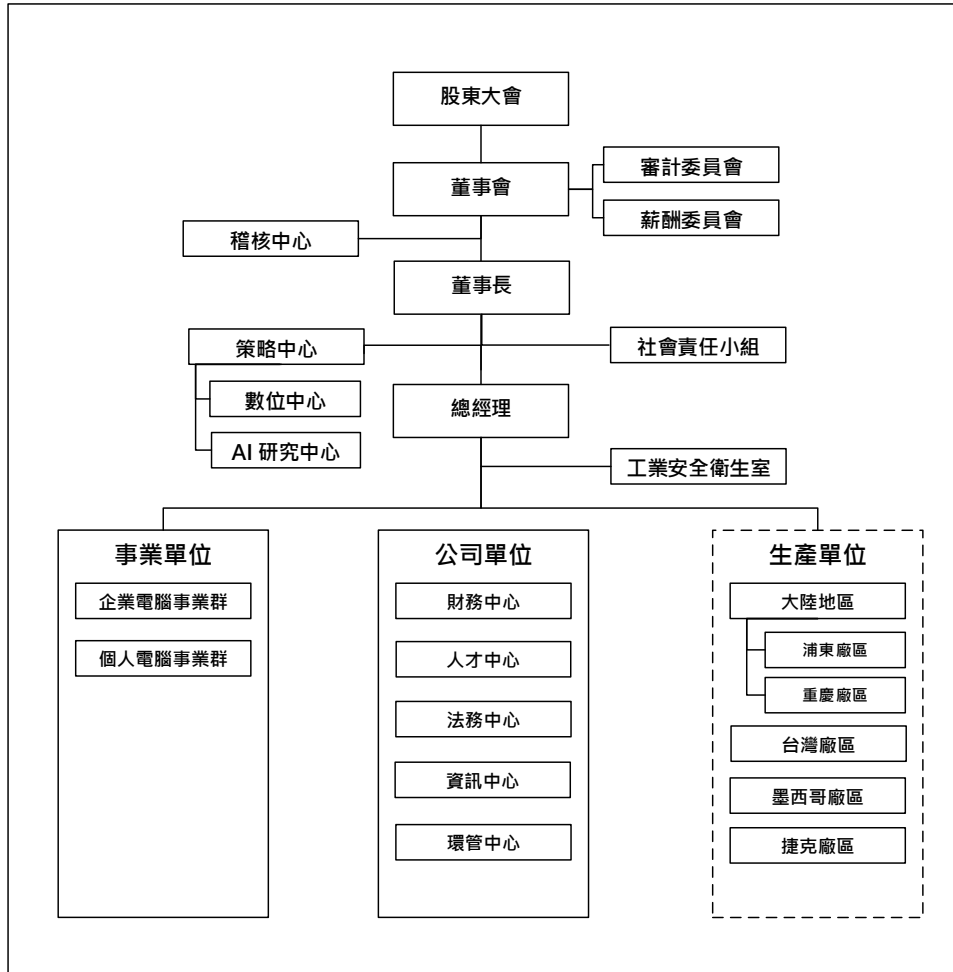 股東大會
董事會
審計委員會
薪酬委員會
稽核中心
董事長
策略中心
社會責任小組
數位中心
總經理
AI 研究中心
工業安全衛生室
事業單位
企業電腦事業群
個人電腦事業群
公司單位
財務中心
人才中心
法務中心
資訊中心
環管中心
生產單位
大陸地區
浦東廠區
重慶廠區
台灣廠區
墨西哥廠區
捷克廠區